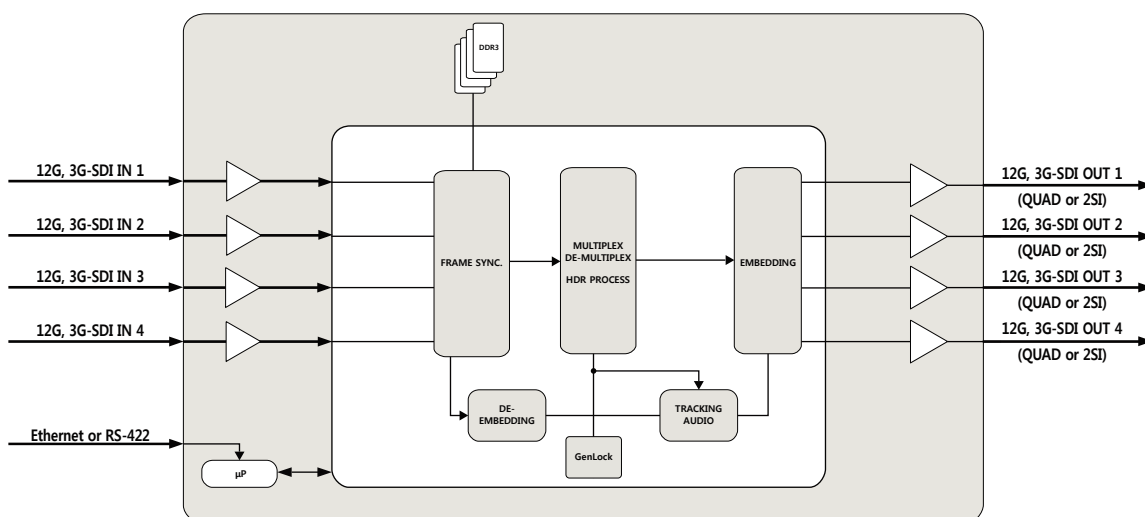 DDR3
12G, 3G-SDI IN 1
12G, 3G-SDI IN 2
12G, 3G-SDI IN 3
12G, 3G-SDI IN 4
Ethernet or RS-422
µP
FRAME SYNC.
MULTIPLEX
DE-MULTIPLEX
HDR PROCESS
EMBEDDING
DE-
EMBEDDING
TRACKING
AUDIO
GenLock
12G, 3G-SDI OUT 1
(QUAD or 2SI)
12G, 3G-SDI OUT 2
(QUAD or 2SI)
12G, 3G-SDI OUT 3
(QUAD or 2SI)
12G, 3G-SDI OUT 4
(QUAD or 2SI)